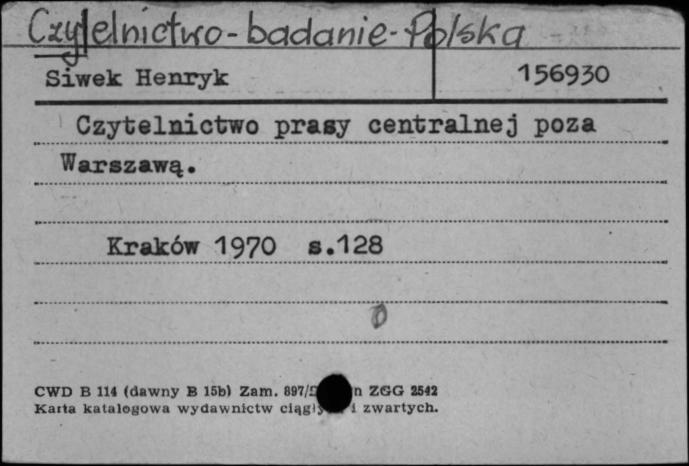 Czytelnictwo - badanie - Polska
Siwek Henryk 156930
Czytelnictwo prasy centralnej poza
Warszawą.
Kraków 1970 s.128
CWD B 114 (dawny B 15b) Zam. 897/ ZGG 2542
Karta katalogowa wydawnictw i zwartych.